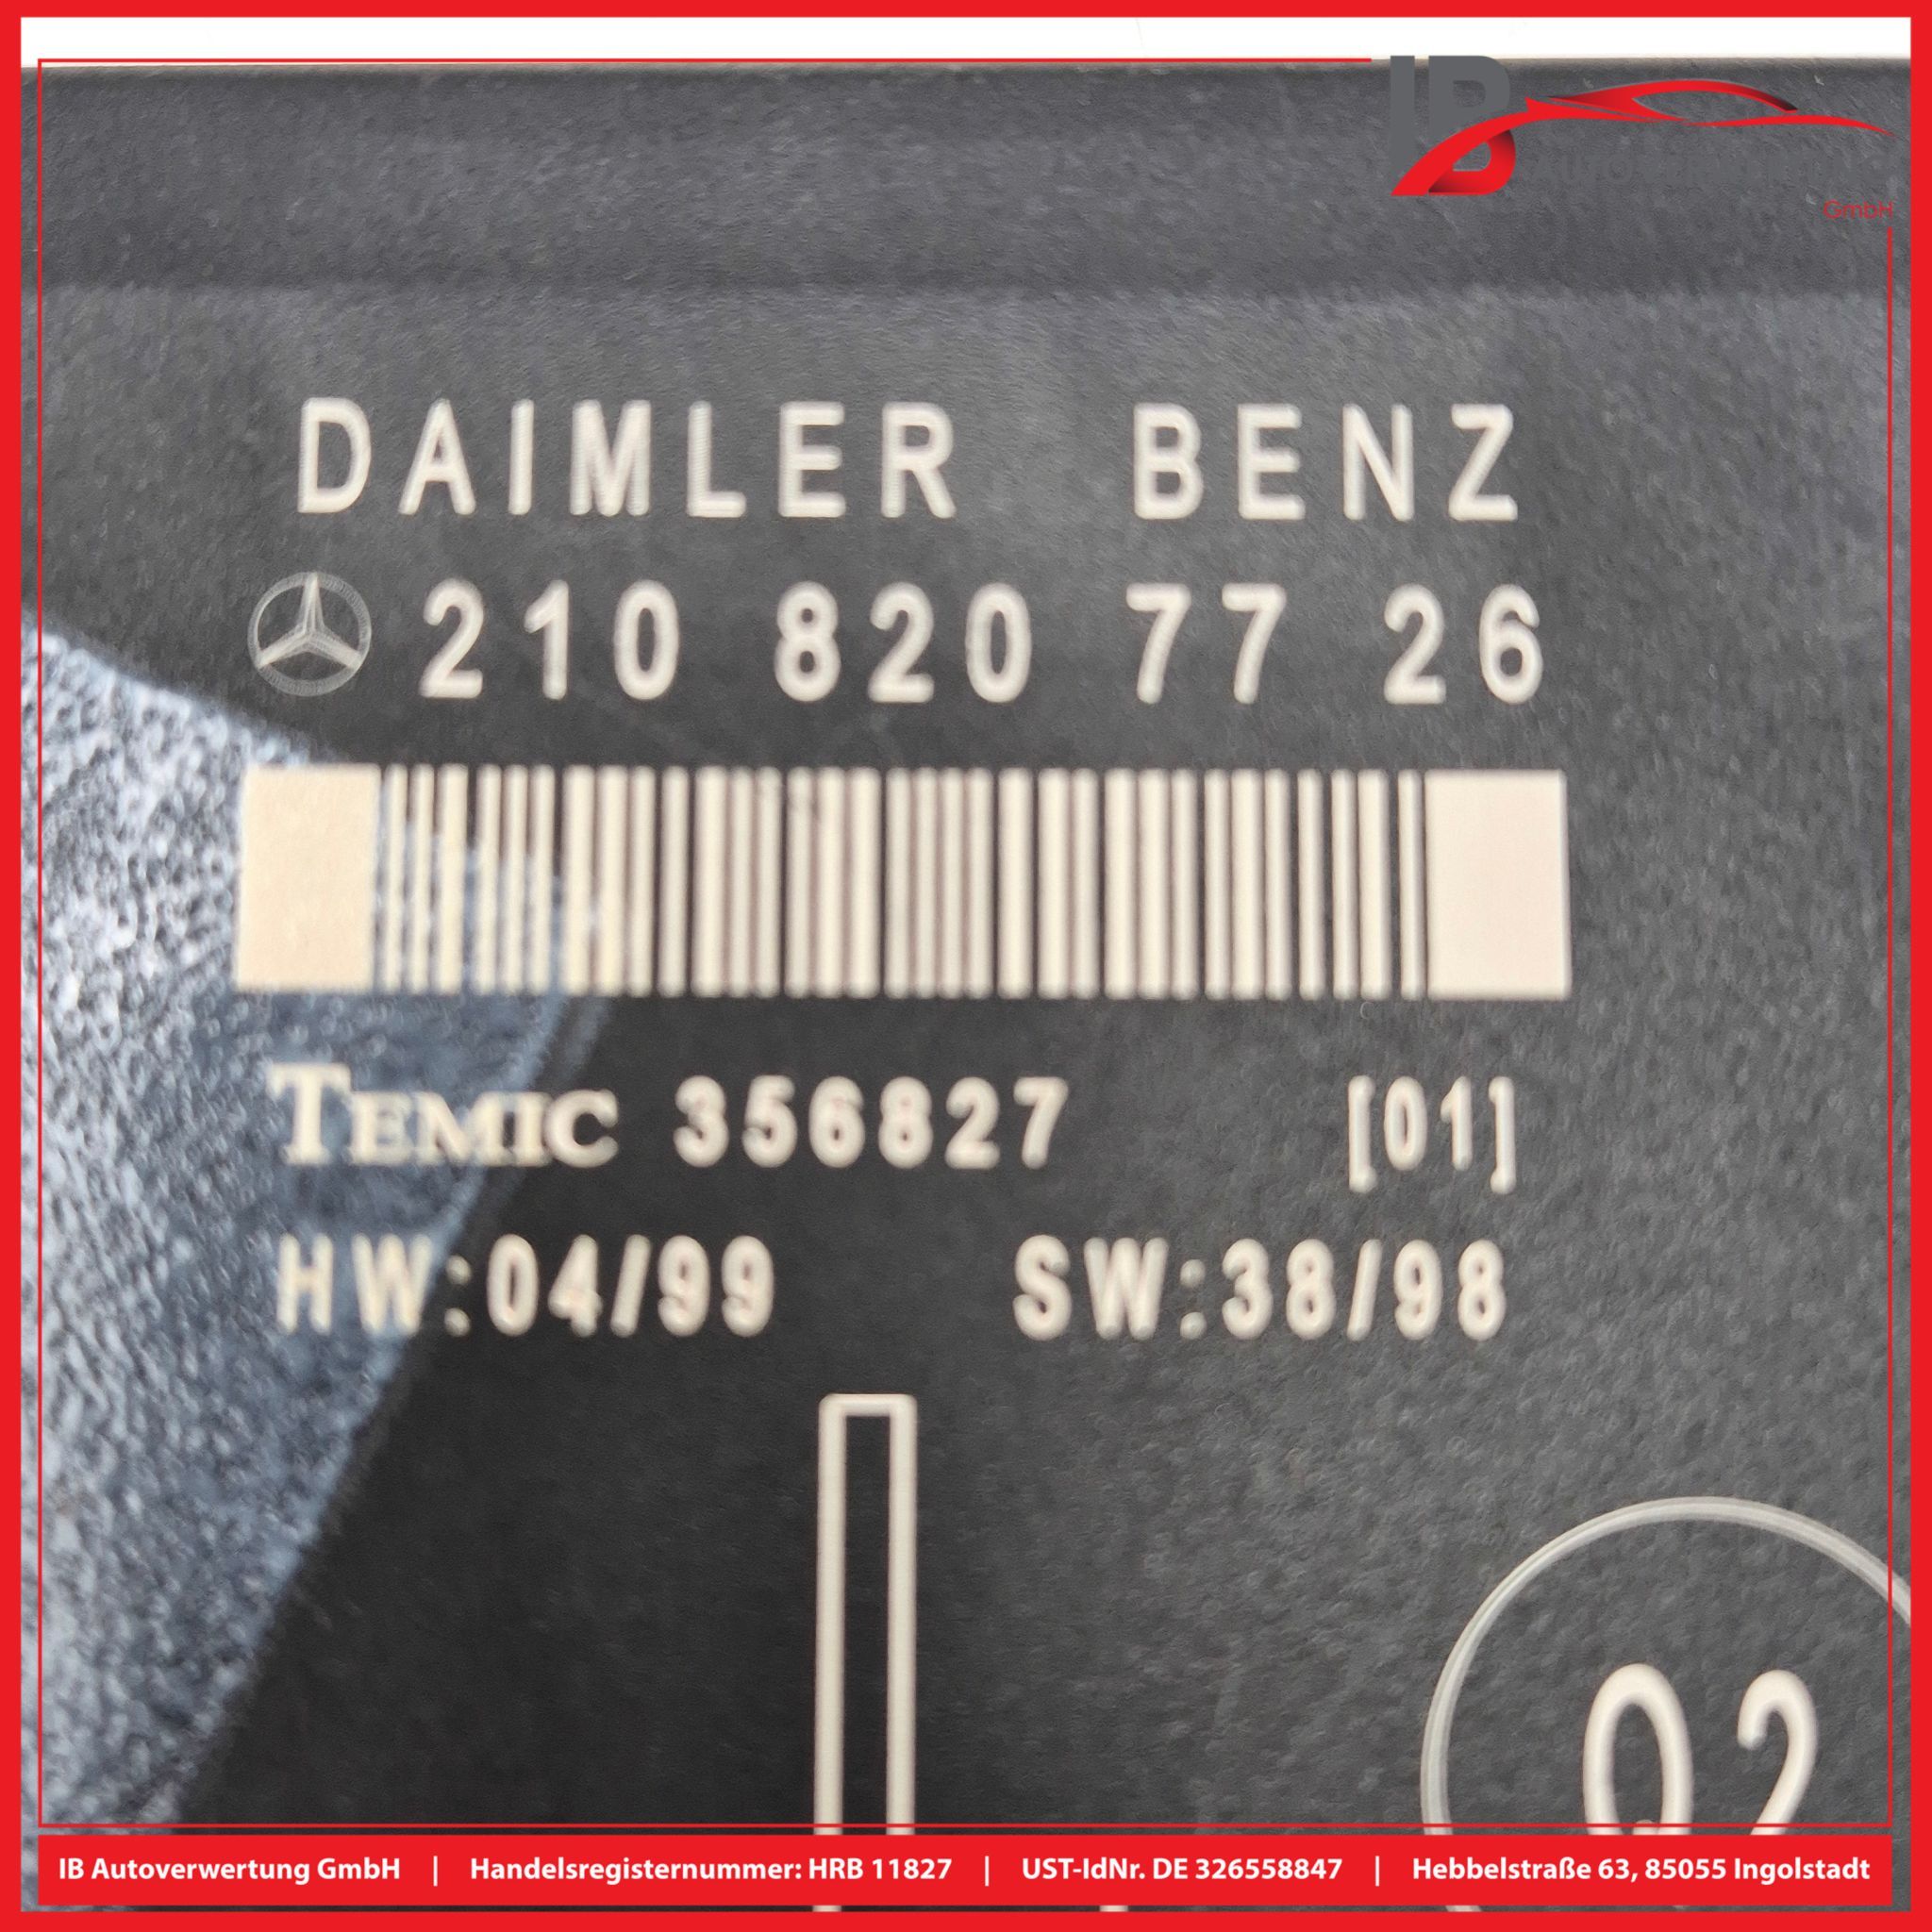 IB
GmbH
DAIMLER BENZ
210 820 77 26
TEMIC 356827 [01]
HW:04/99 SW:38/98
02
IB Autoverwertung GmbH | Handelsregisternummer: HRB 11827 | UST-IdNr. DE 326558847 | Hebbelstraße 63, 85055 Ingolstadt